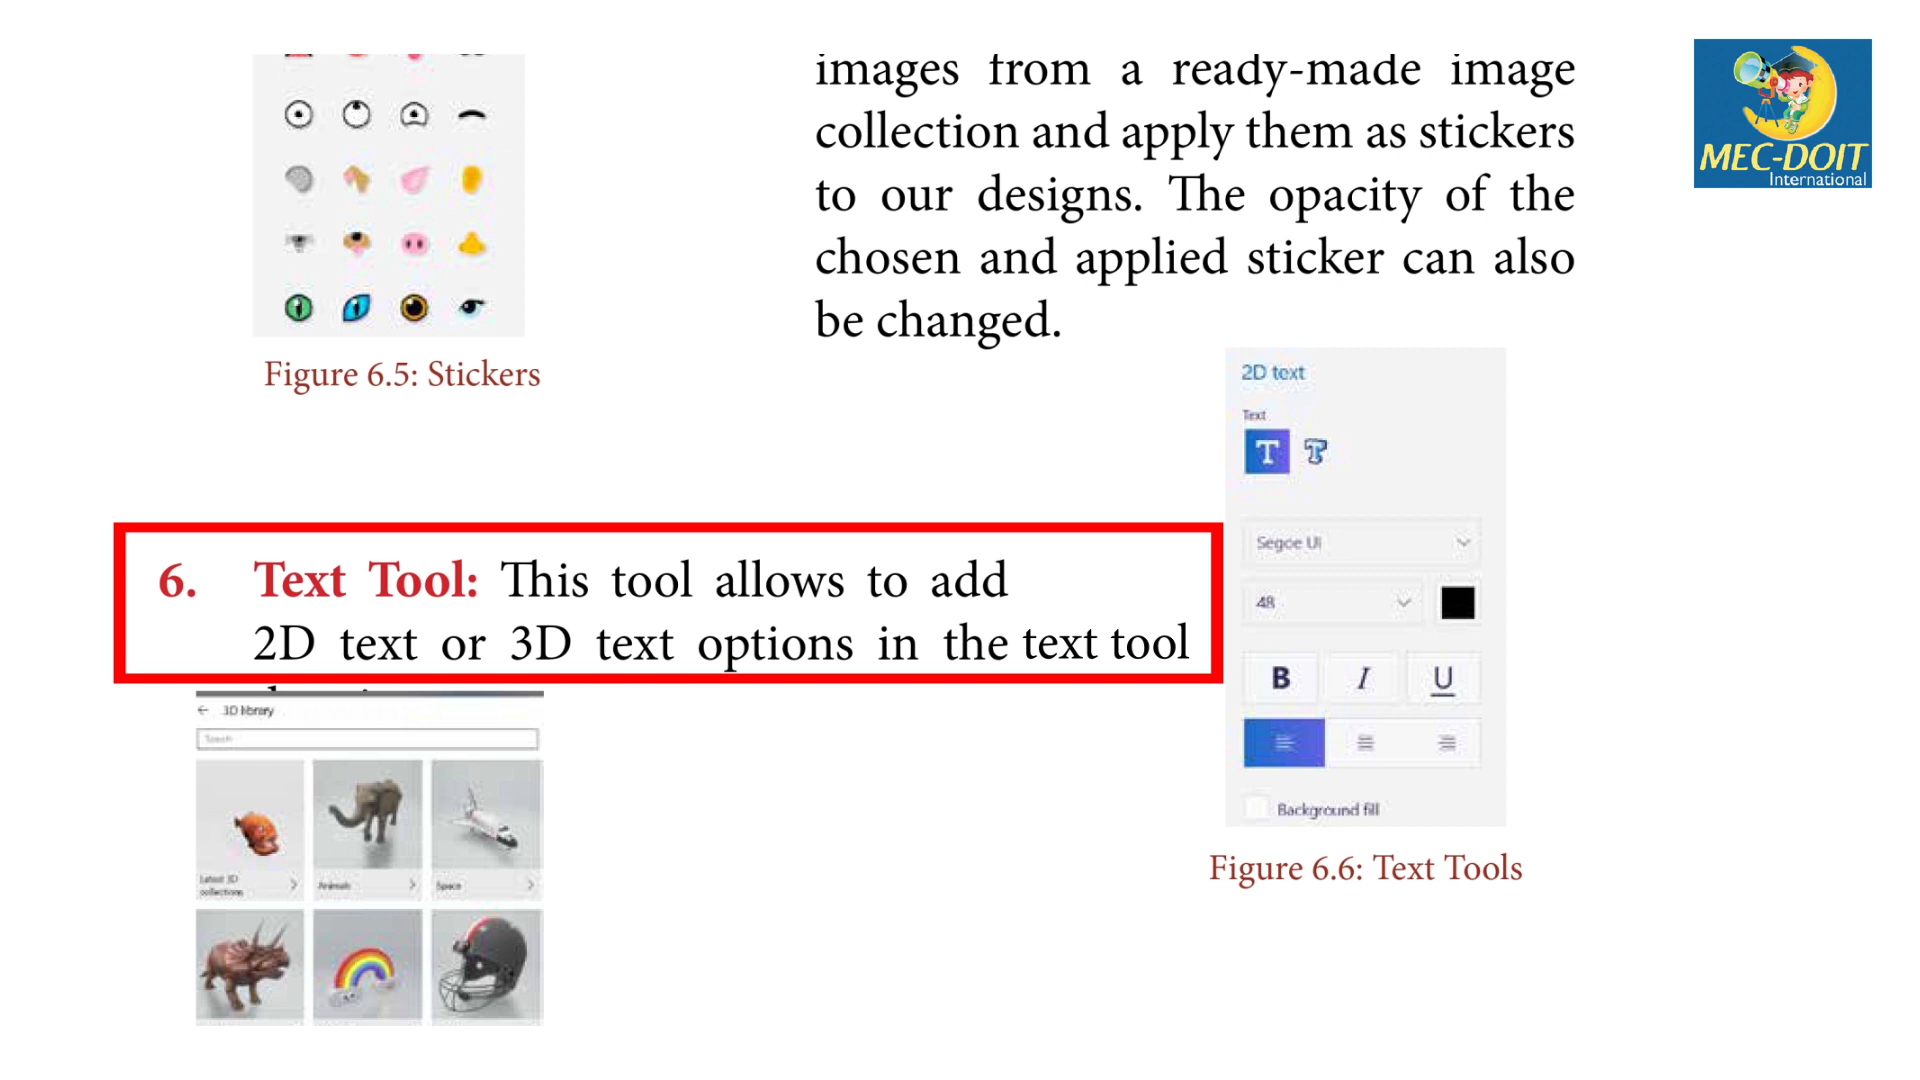 images from a ready-made image
collection and apply them as stickers
to our designs. The opacity of the
chosen and applied sticker can also
be changed.
MEC-DOIT
International
Figure 6.5: Stickers
2D text
Text
T T
Segoe UI
48
B I U
Background fill
Figure 6.6: Text Tools
6. Text Tool: This tool allows to add
2D text or 3D text options in the text tool
3D library
Search
Latest 3D
collections
Animals
Space